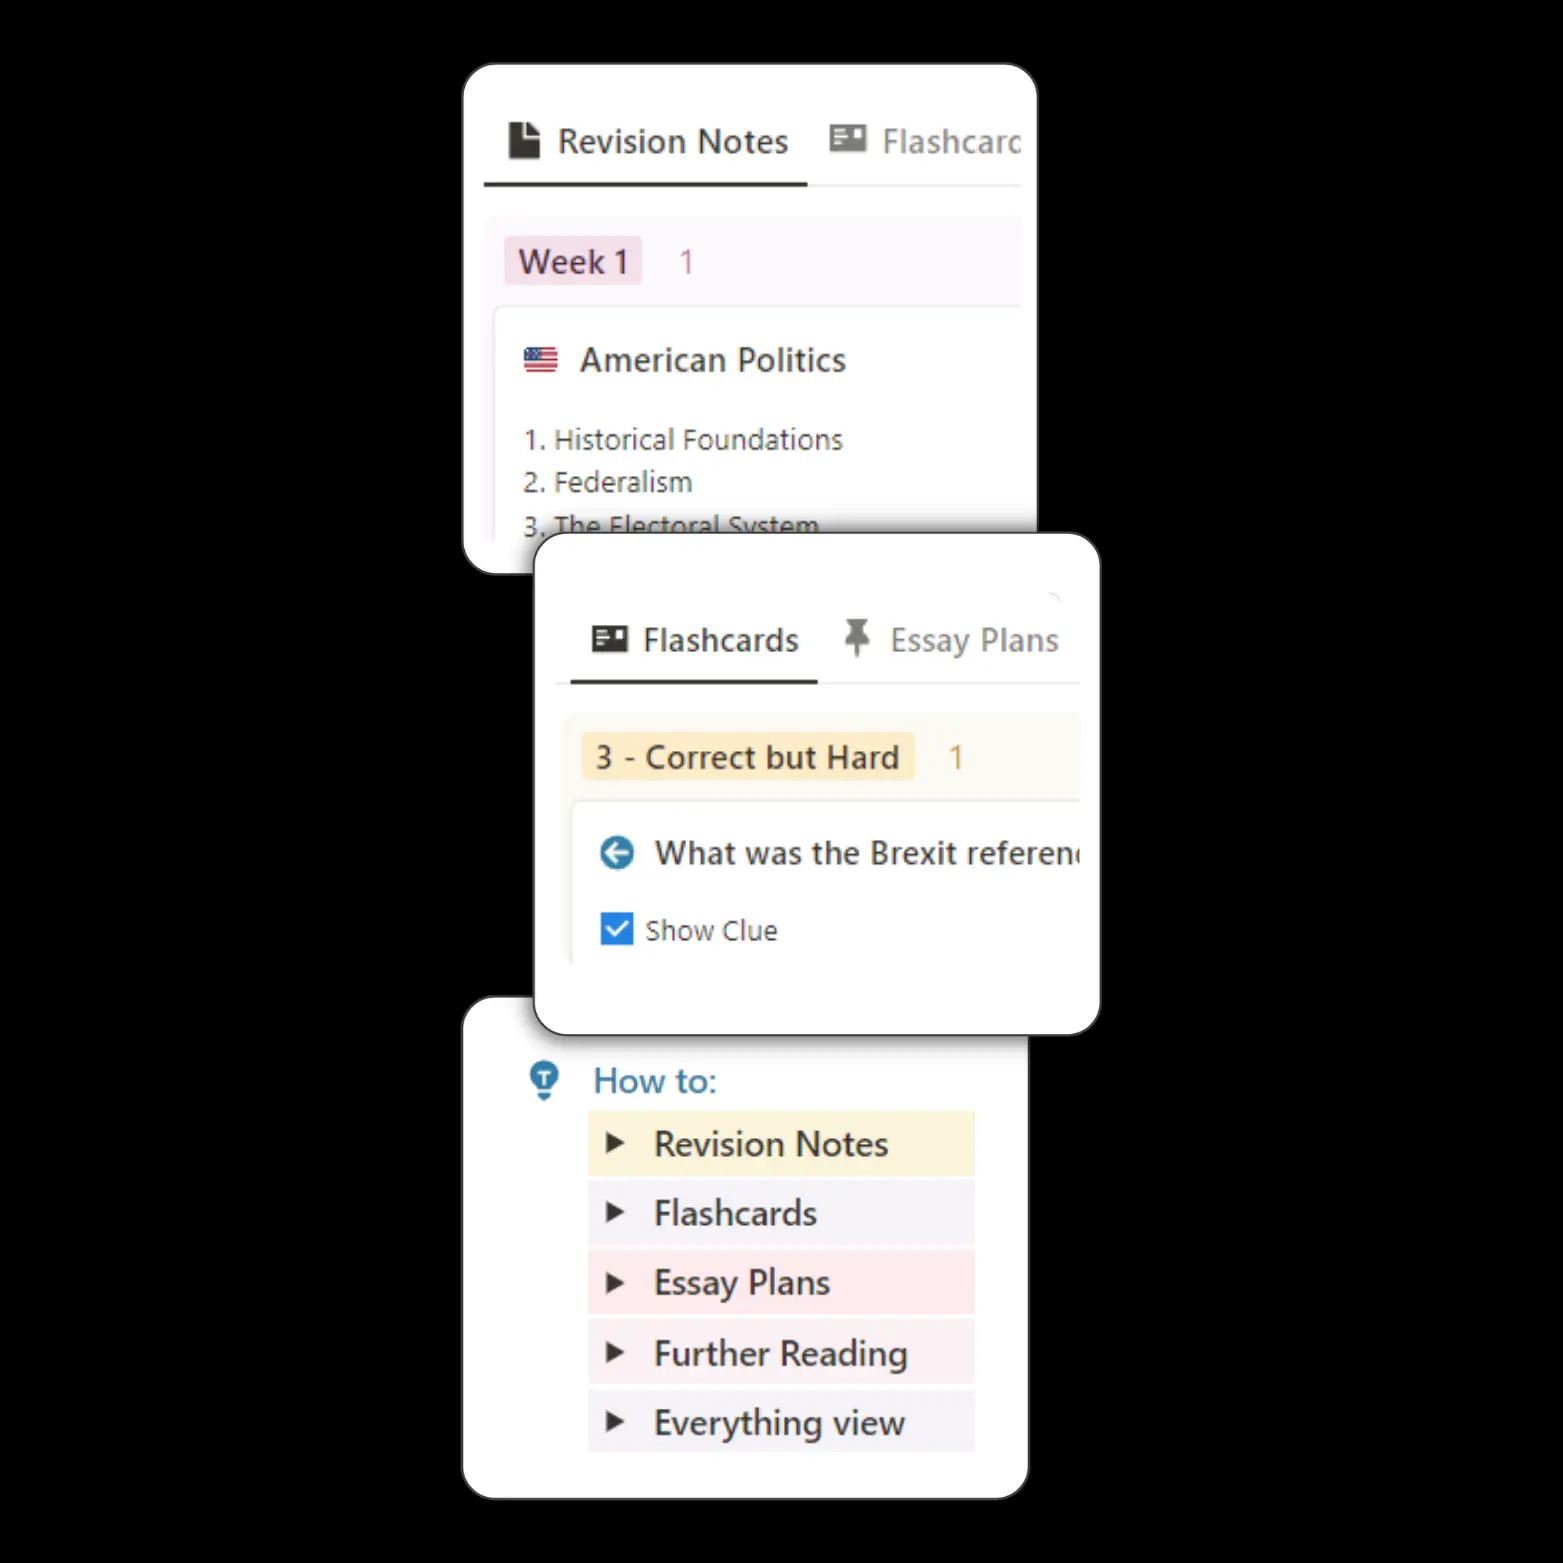 Revision Notes Flashcard
Week 1 1
American Politics
1. Historical Foundations
2. Federalism
3. The Electoral System
Flashcards Essay Plans
3 - Correct but Hard 1
What was the Brexit referen
Show Clue
How to:
Revision Notes
Flashcards
Essay Plans
Further Reading
Everything view